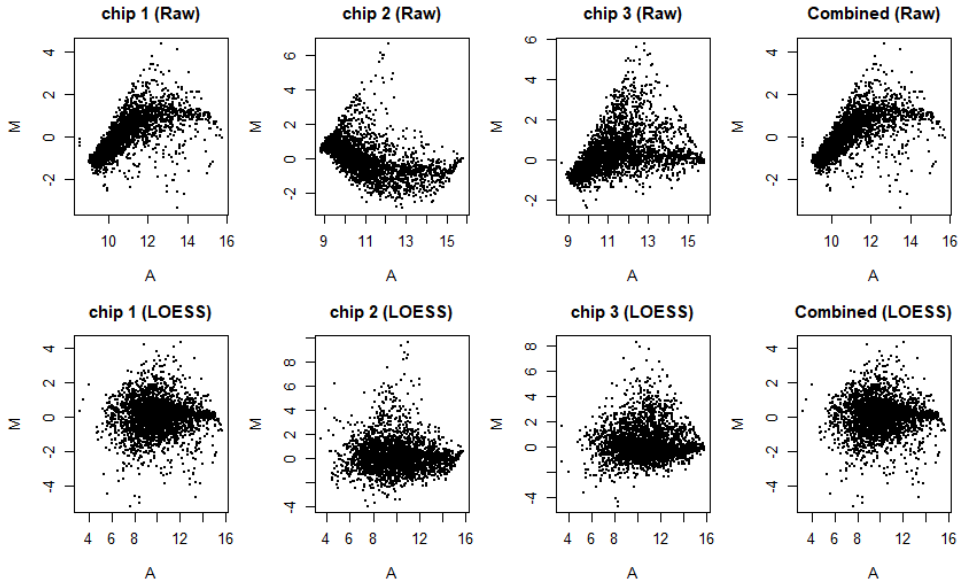 chip 1 (Raw)
M
4
2
0
-2
10 12 14 16
A
chip 2 (Raw)
M
6
4
2
0
-2
9 11 13 15
A
chip 3 (Raw)
M
6
4
2
0
-2
9 11 13 15
A
Combined (Raw)
M
4
2
0
-2
10 12 14 16
A
chip 1 (LOESS)
M
4
2
0
-2
-4
4 6 8 12 16
A
chip 2 (LOESS)
M
8
6
4
2
0
-4
4 6 8 12 16
A
chip 3 (LOESS)
M
8
6
4
2
0
-4
4 6 8 12 16
A
Combined (LOESS)
M
4
2
0
-2
-4
4 6 8 12 16
A